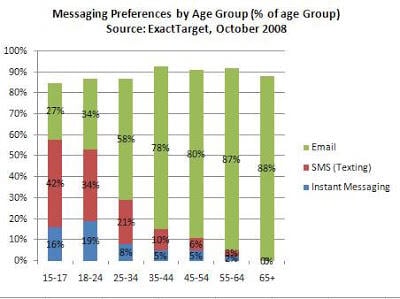 Messaging Preferences by Age Group (% of age Group)
Source: ExactTarget, October 2008
100%
90%
80%
70%
60%
50%
40%
30%
20%
10%
0%
27% 34% 58% 78% 80% 87% 88%
42% 34% 21% 10% 6% 3%
16% 19% 8% 5% 5% 2% 0%
15-17 18-24 25-34 35-44 45-54 55-64 65+
Email
SMS (Texting)
Instant Messaging